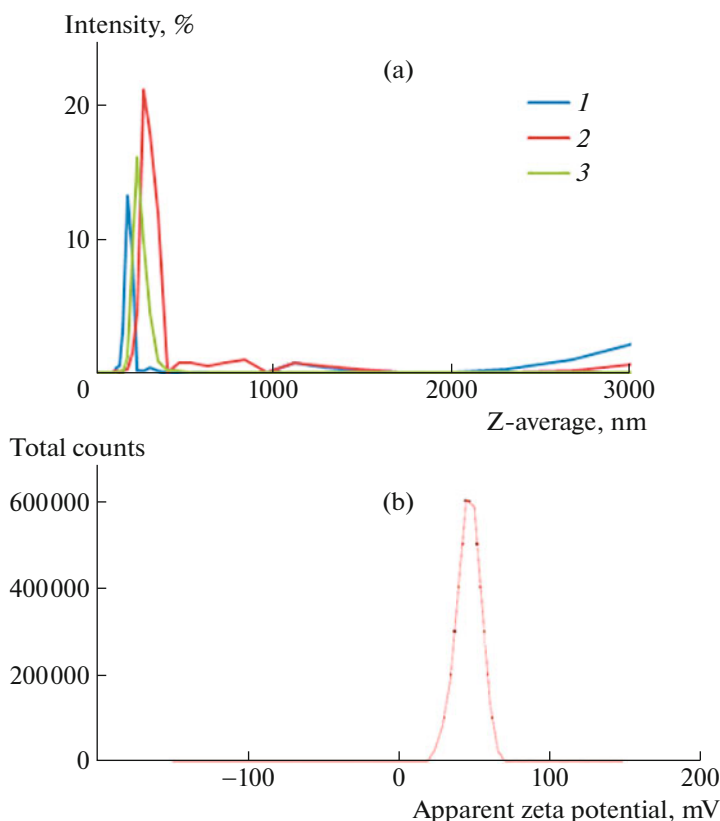 Intensity, %
(a)
20
1
2
3
10
0
1000
2000
3000
Z-average, nm
Total counts
600000
(b)
400000
200000
0
−100
0
100
200
Apparent zeta potential, mV